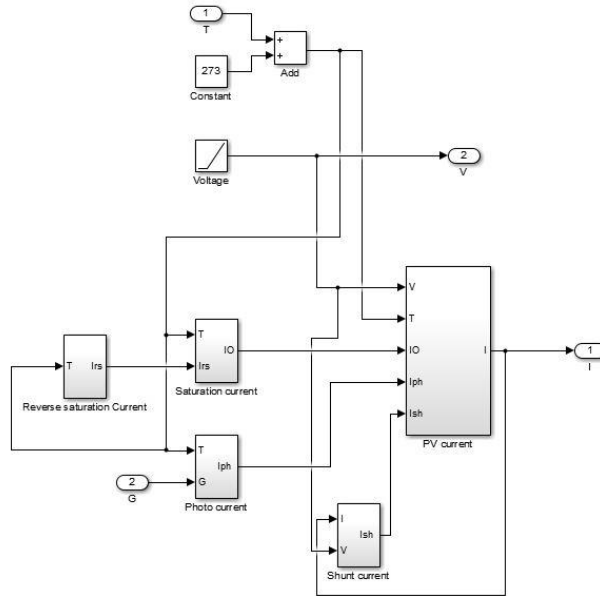 1
T
+
+
Add
273
Constant
Voltage
2
V
V
T
IO
Iph
Ish
I
PV current
1
I
T
Irs
IO
Saturation current
T
Irs
Reverse saturation Current
T
G
Iph
Photo current
2
G
I
V
Ish
Shunt current